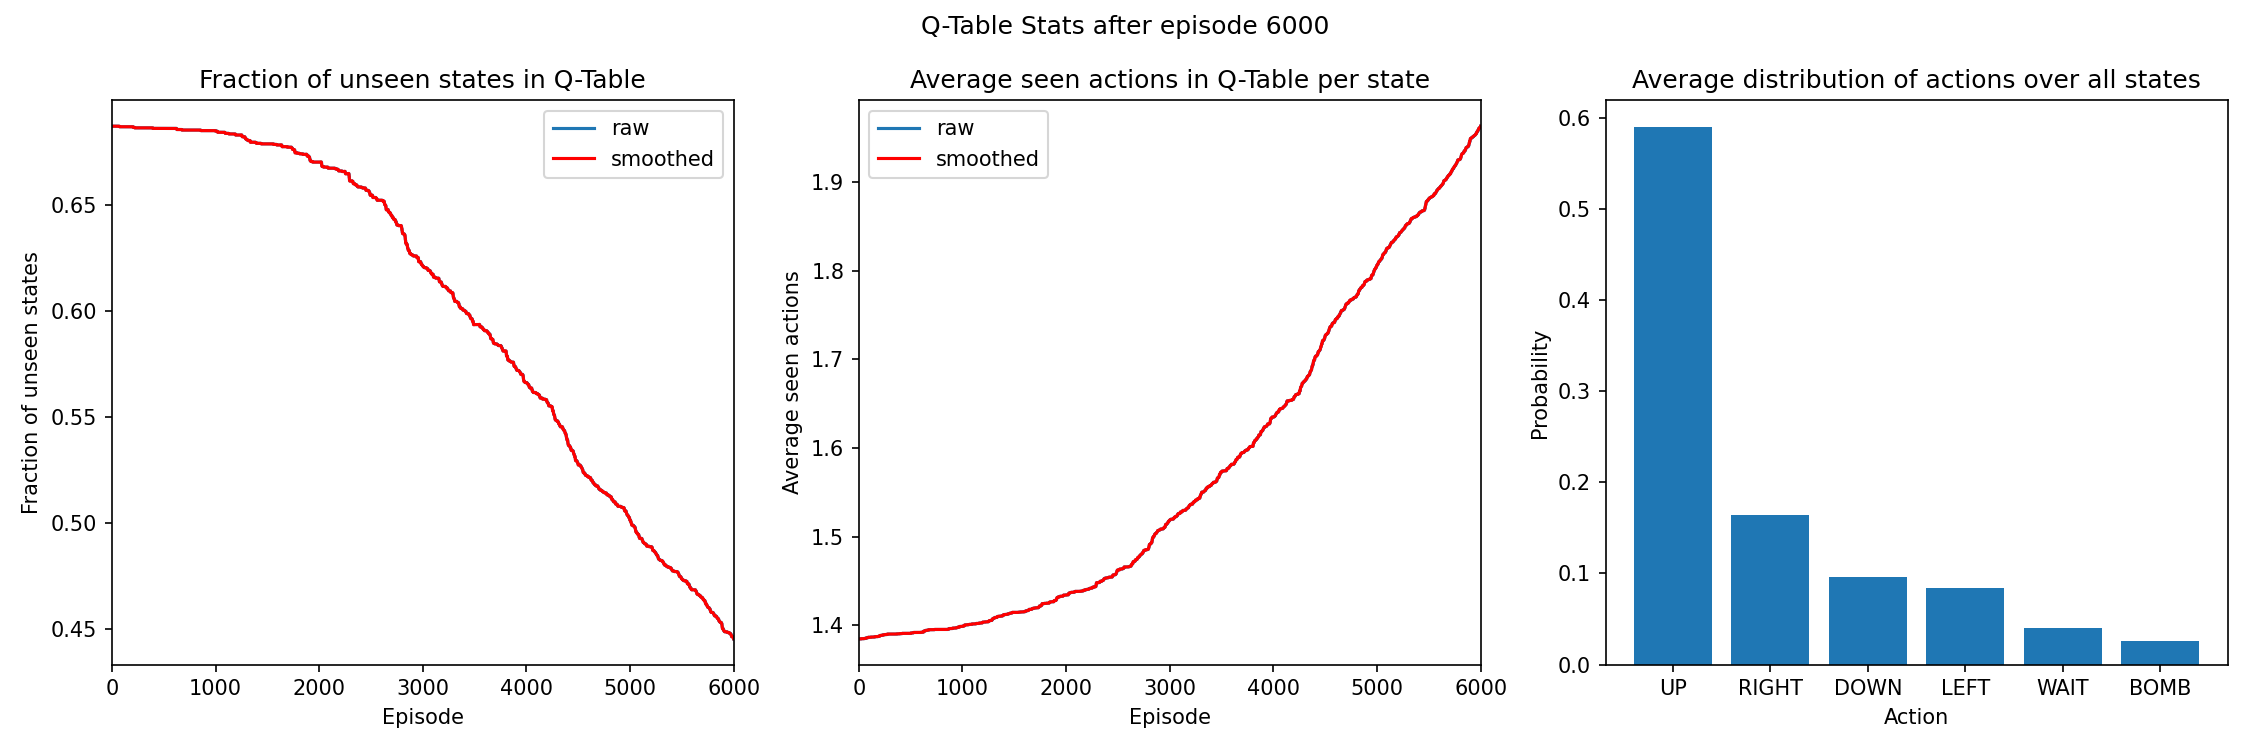 Q-Table Stats after episode 6000
Fraction of unseen states in Q-Table
Fraction of unseen states
0.65
0.60
0.55
0.50
0.45
raw
smoothed
0 1000 2000 3000 4000 5000 6000
Episode
Average seen actions in Q-Table per state
Average seen actions
1.9
1.8
1.7
1.6
1.5
1.4
raw
smoothed
0 1000 2000 3000 4000 5000 6000
Episode
Average distribution of actions over all states
Probability
0.6
0.5
0.4
0.3
0.2
0.1
0.0
UP RIGHT DOWN LEFT WAIT BOMB
Action